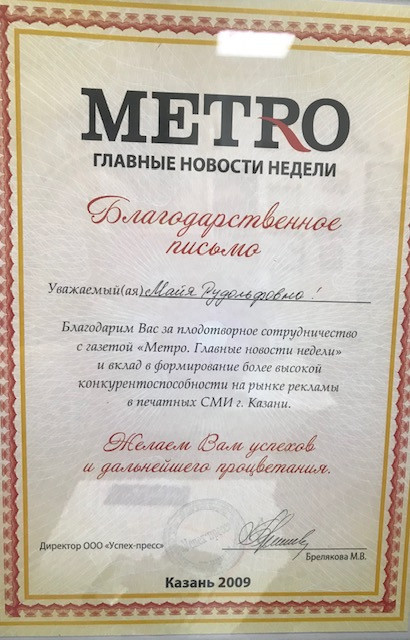 METRO
ГЛАВНЫЕ НОВОСТИ НЕДЕЛИ
Благодарственное
письмо
Уважаемый(ая) Майя Рудольфовна!
Благодарим Вас за плодотворное сотрудничество
с газетой «Метро. Главные новости недели»
и вклад в формирование более высокой
конкурентоспособности на рынке рекламы
в печатных СМИ г. Казани.
Желаем Вам успехов
и дальнейшего процветания.
Директор ООО «Успех-пресс»
Брелякова М.В.
Казань 2009